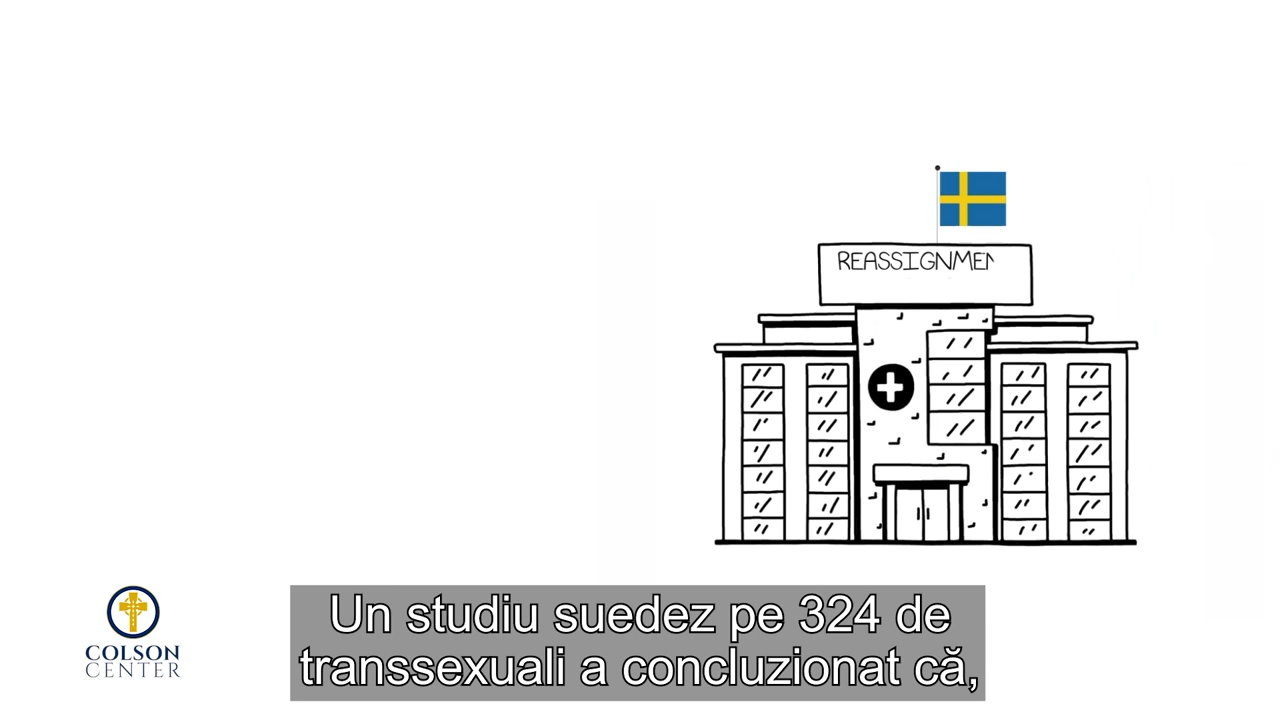 REASSIGNMEN
COLSON
CENTER
Un studiu suedez pe 324 de
transsexuali a concluzionat că,